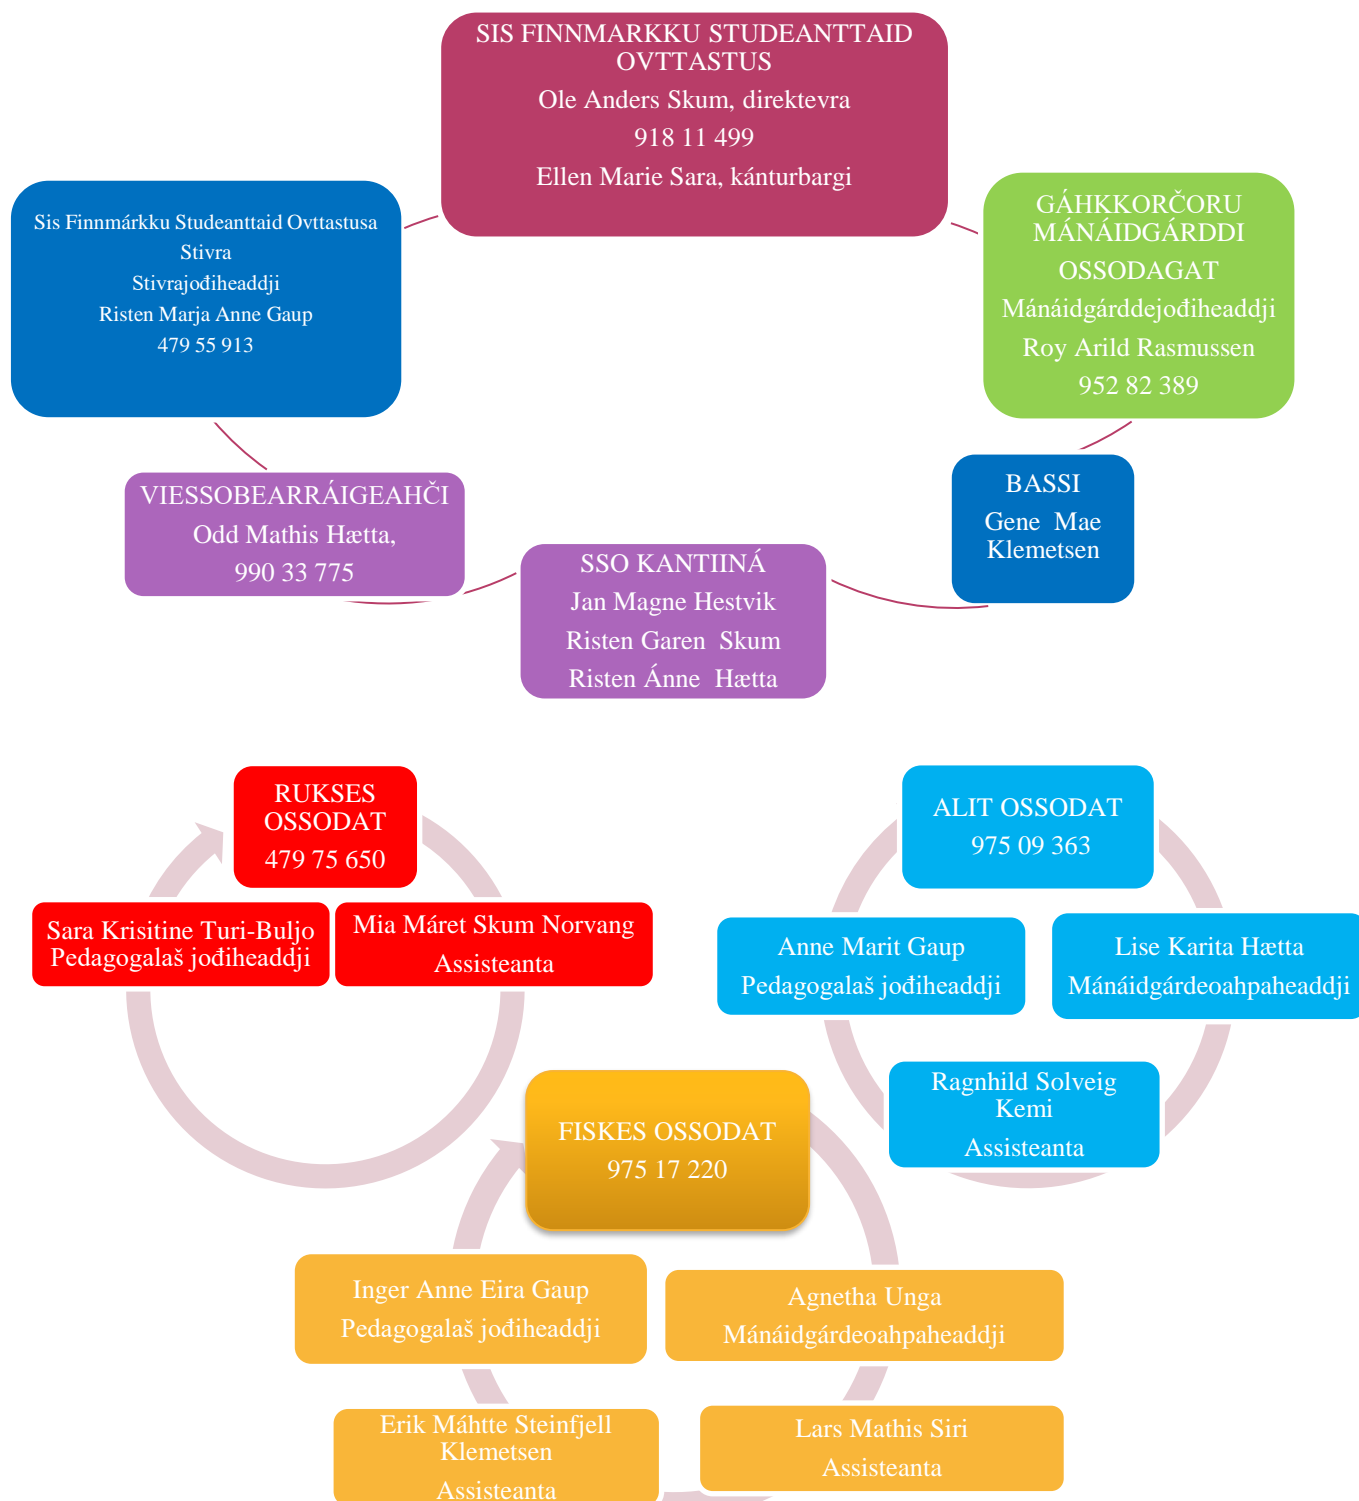 SIS FINNMARKKU STUDEANTTAID
OVTTASTUS
Ole Anders Skum, direktevra
918 11 499
Ellen Marie Sara, kánturbargi
Sis Finnmárkku Studeanttaid Ovttastusa
Stivra
Stivrajođiheaddji
Risten Marja Anne Gaup
479 55 913
GÁHKKORČORU
MÁNÁIDGÁRDDI
OSSODAGAT
Mánáidgárddejođiheaddji
Roy Arild Rasmussen
952 82 389
VIESSOBEARRÁIGEAHČI
Odd Mathis Hætta,
990 33 775
BASSI
Gene Mae
Klemetsen
SSO KANTIINÁ
Jan Magne Hestvik
Risten Garen Skum
Risten Ánne Hætta
RUKSES
OSSODAT
479 75 650
Sara Krisitine Turi-Buljo
Pedagogalaš jođiheaddji
Mia Máret Skum Norvang
Assisteanta
ALIT OSSODAT
975 09 363
Anne Marit Gaup
Pedagogalaš jođiheaddji
Lise Karita Hætta
Mánáidgárdeoahpaheaddji
Ragnhild Solveig
Kemi
Assisteanta
FISKES OSSODAT
975 17 220
Inger Anne Eira Gaup
Pedagogalaš jođiheaddji
Agnetha Unga
Mánáidgárdeoahpaheaddji
Erik Máhtte Steinfjell
Klemetsen
Assisteanta
Lars Mathis Siri
Assisteanta